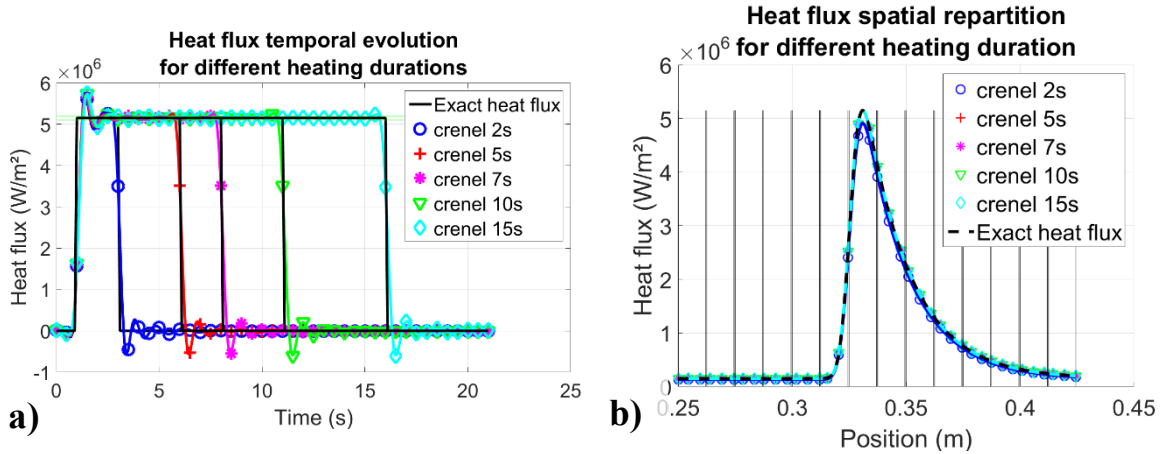 Heat flux temporal evolution
for different heating durations
×10⁶
6
5
4
3
2
1
0
-1
0
5
10
15
20
25
Heat flux (W/m²)
Time (s)
Exact heat flux
crenel 2s
crenel 5s
crenel 7s
crenel 10s
crenel 15s
a)
Heat flux spatial repartition
for different heating duration
×10⁶
6
5
4
3
2
1
0
0.25
0.3
0.35
0.4
0.45
Heat flux (W/m²)
Position (m)
crenel 2s
crenel 5s
crenel 7s
crenel 10s
crenel 15s
Exact heat flux
b)